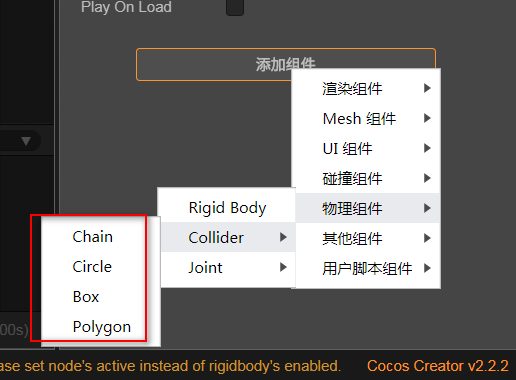 Play On Load
添加组件
渲染组件
Mesh 组件
UI 组件
碰撞组件
物理组件
其他组件
用户脚本组件
Rigid Body
Collider
Joint
Chain
Circle
Box
Polygon
00s)
ase set node's active instead of rigidbody's enabled.
Cocos Creator v2.2.2